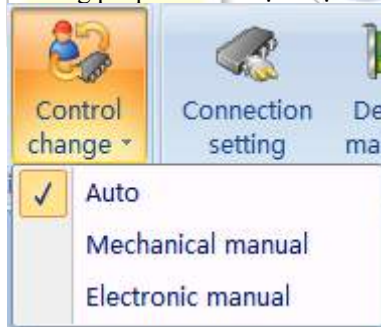 Control
change
Connection
setting
Auto
Mechanical manual
Electronic manual